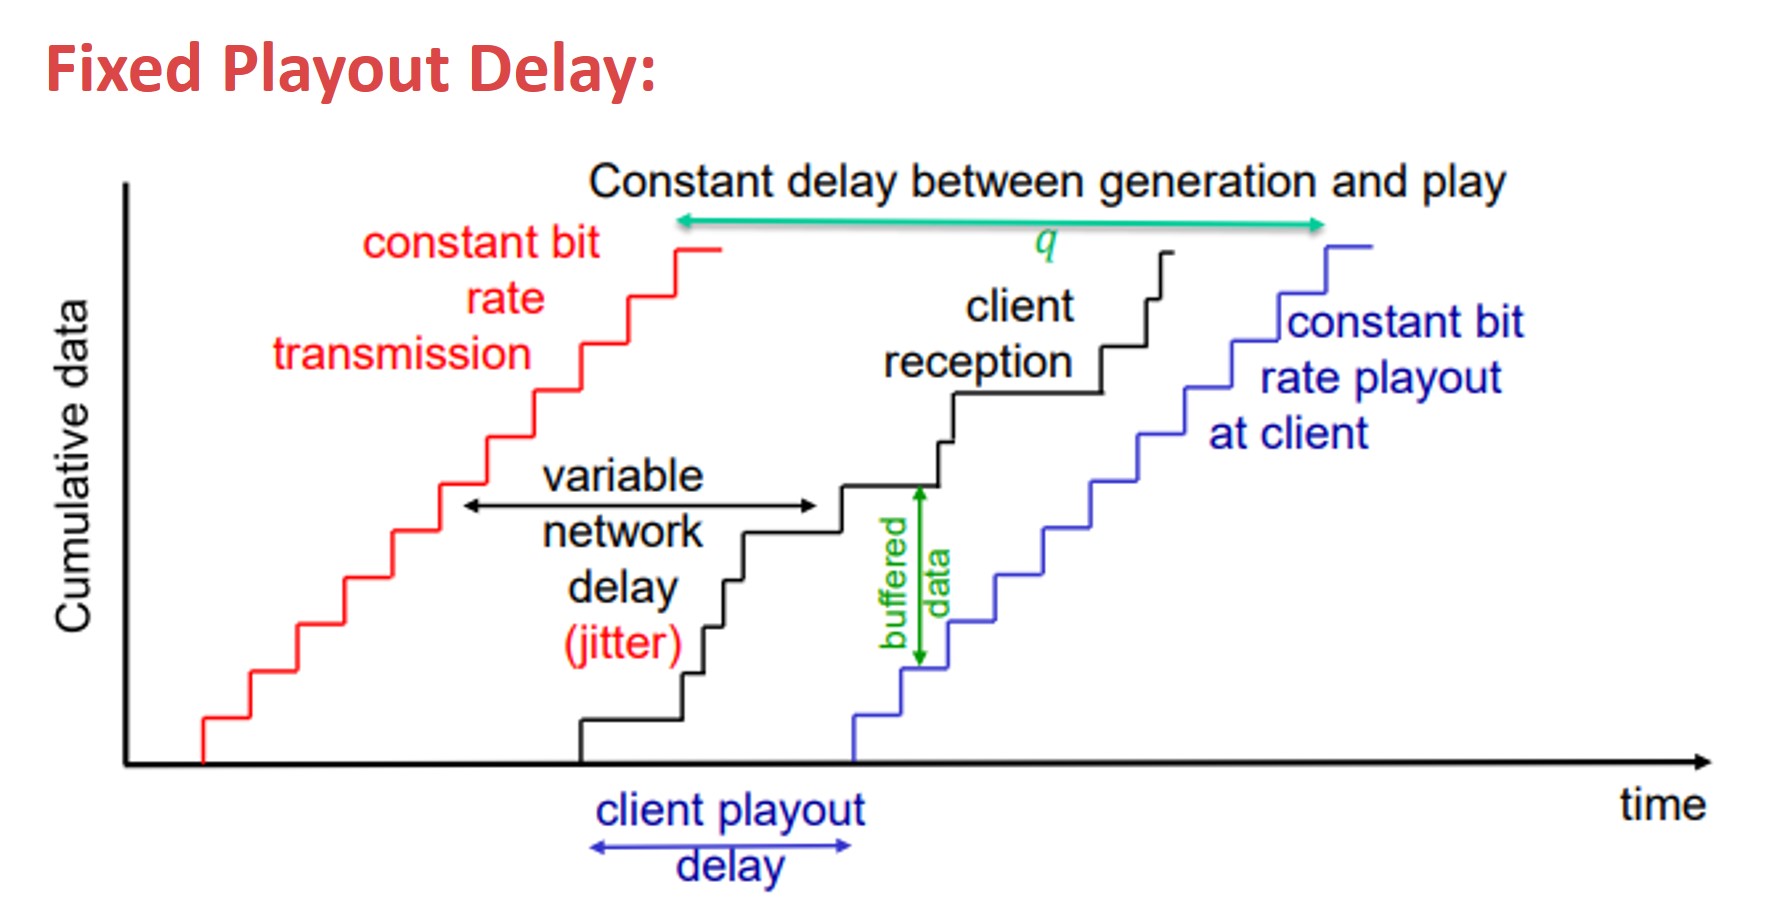 Fixed Playout Delay:
Constant delay between generation and play
q
constant bit
rate
transmission
client
reception
constant bit
rate playout
at client
variable
network
delay
(jitter)
buffered
data
Cumulative data
time
client playout
delay